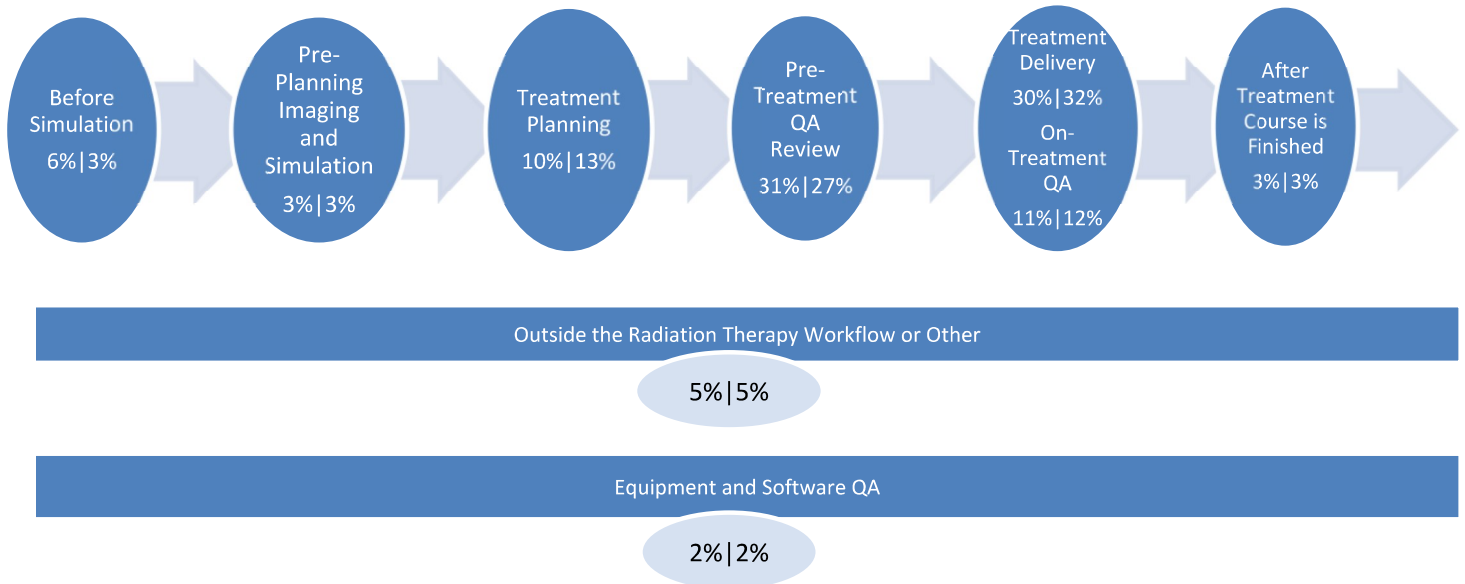 Before
Simulation
6%|3%
Pre-
Planning
Imaging
and
Simulation
3%|3%
Treatment
Planning
10%|13%
Pre-
Treatment
QA
Review
31%|27%
Treatment
Delivery
30%|32%
On-
Treatment
QA
11%|12%
After
Treatment
Course is
Finished
3%|3%
Outside the Radiation Therapy Workflow or Other
5%|5%
Equipment and Software QA
2%|2%